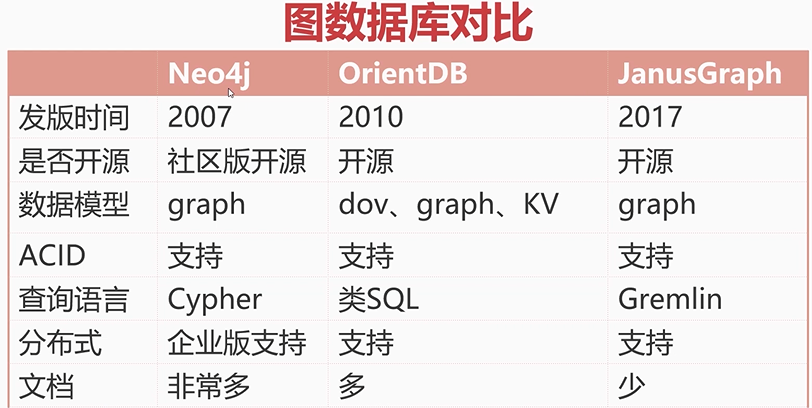 图数据库对比
Neo4j OrientDB JanusGraph
发版时间 2007 2010 2017
是否开源 社区版开源 开源 开源
数据模型 graph dov、graph、KV graph
ACID 支持 支持 支持
查询语言 Cypher 类SQL Gremlin
分布式 企业版支持 支持 支持
文档 非常多 多 少